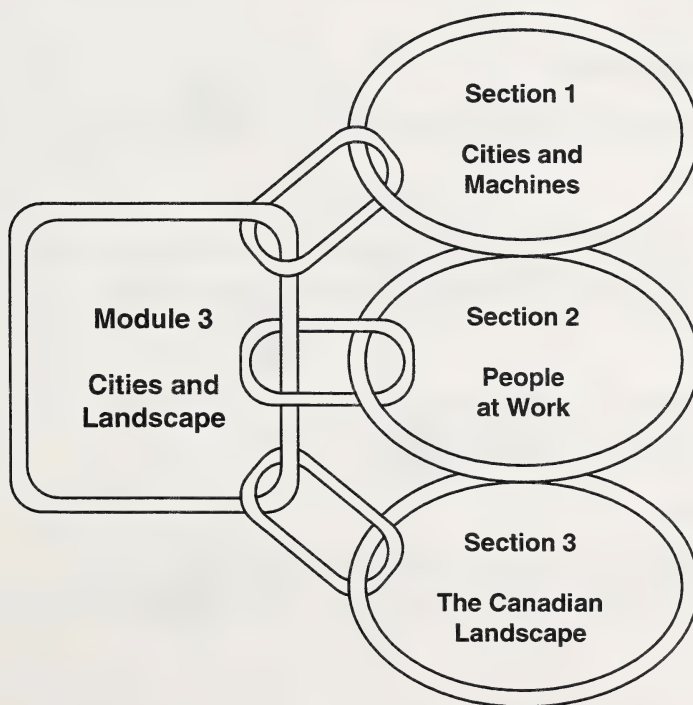 Module 3
Cities and
Landscape
Section 1
Cities and
Machines
Section 2
People
at Work
Section 3
The Canadian
Landscape